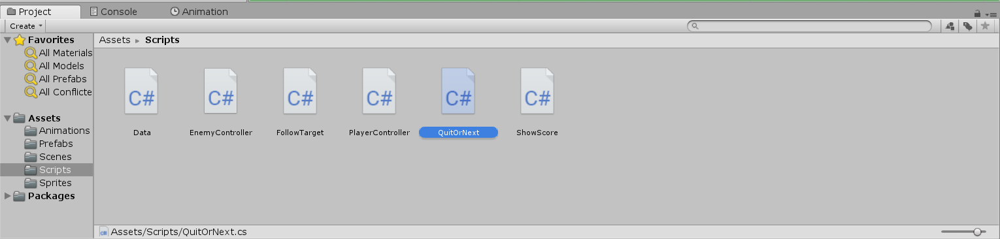 Project
Console
Animation
Create
Favorites
All Materials
All Models
All Prefabs
All Conflicte
Assets
Animations
Prefabs
Scenes
Scripts
Sprites
Packages
Assets ▸ Scripts
C# C# C# C# C# C#
Data EnemyController FollowTarget PlayerController QuitOrNext ShowScore
C# Assets/Scripts/QuitOrNext.cs